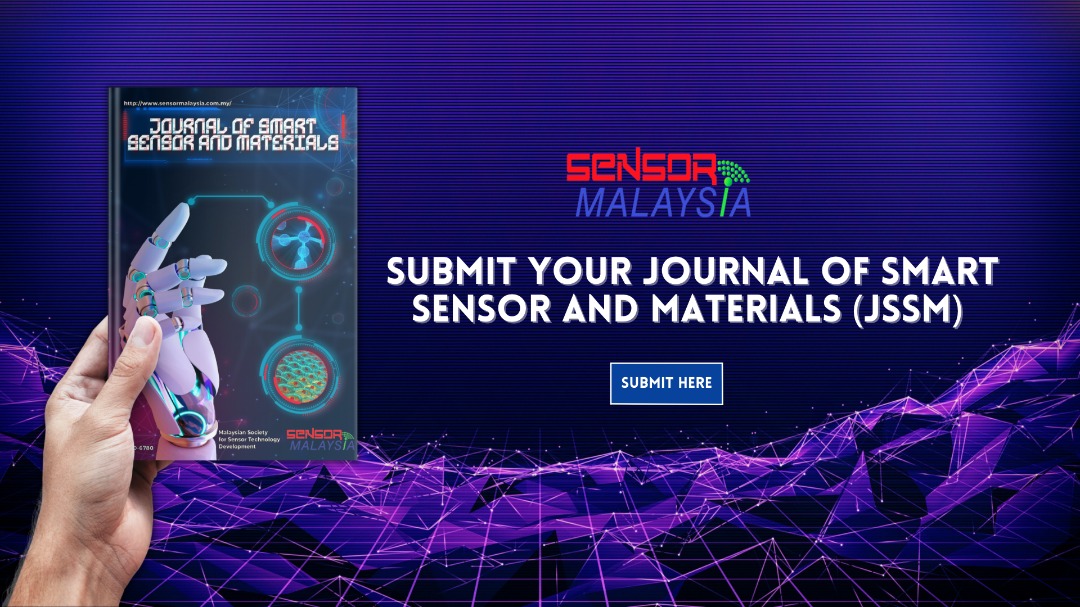 http://www.sensormalaysia.com.my/
JOURNAL OF SMART
SENSOR AND MATERIALS
Malaysian Society
for Sensor Technology
Development
SENSOR
MALAYSIA
SENSOR
MALAYSIA
SUBMIT YOUR JOURNAL OF SMART
SENSOR AND MATERIALS (JSSM)
SUBMIT HERE